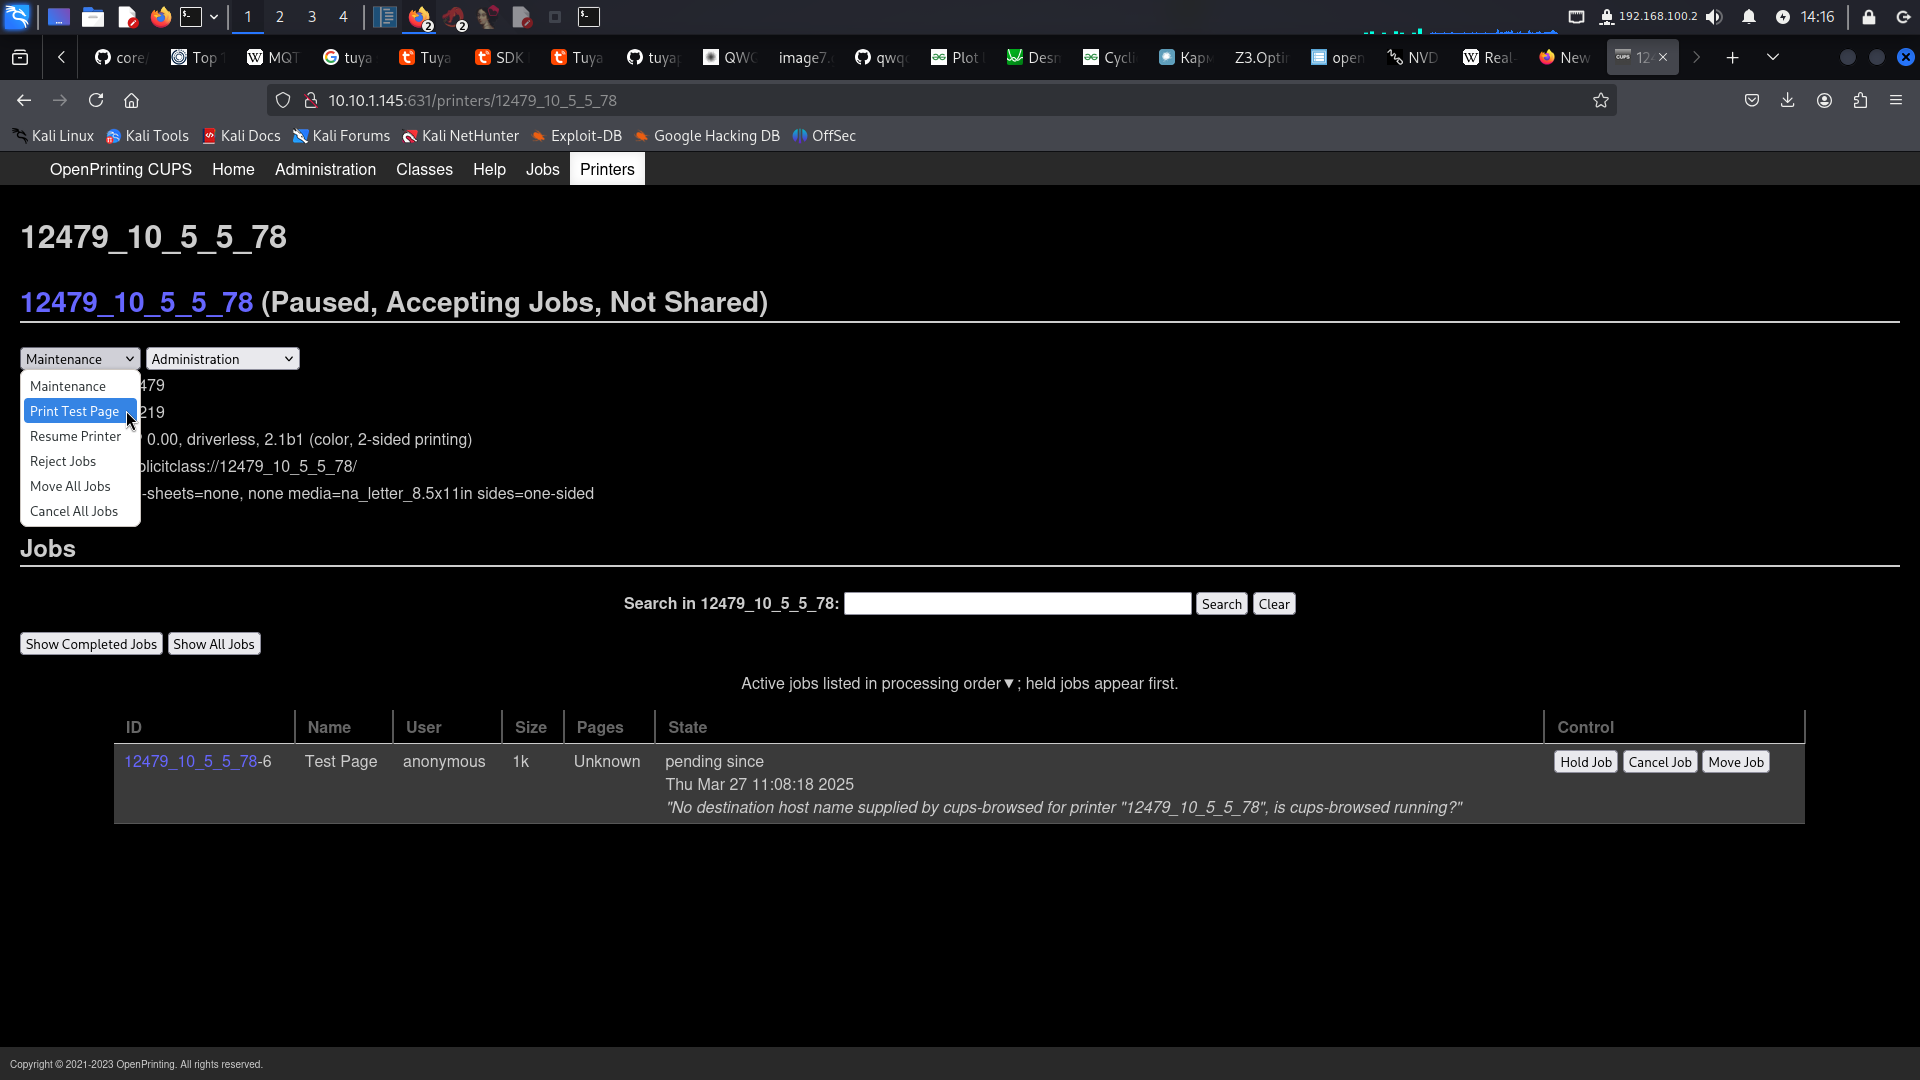 1 2 3 4 2 2 192.168.100.2 14:16
core/ Top MQT tuya Tuya SDK Tuya tuyap QWC image7. qwqc Plot Desm Cycli Карм Z3.Opti open NVD Real- New CUPS 12
10.10.1.145:631/printers/12479_10_5_5_78
Kali Linux Kali Tools Kali Docs Kali Forums Kali NetHunter Exploit-DB Google Hacking DB OffSec
OpenPrinting CUPS Home Administration Classes Help Jobs Printers
12479_10_5_5_78
12479_10_5_5_78 (Paused, Accepting Jobs, Not Shared)
Maintenance Administration
Maintenance 479
Print Test Page 219
Resume Printer 0.00, driverless, 2.1b1 (color, 2-sided printing)
Reject Jobs plicitclass://12479_10_5_5_78/
Move All Jobs -sheets=none, none media=na_letter_8.5x11in sides=one-sided
Cancel All Jobs
Jobs
Search in 12479_10_5_5_78: Search Clear
Show Completed Jobs Show All Jobs
Active jobs listed in processing order▼; held jobs appear first.
ID Name User Size Pages State Control
12479_10_5_5_78-6 Test Page anonymous 1k Unknown pending since Hold Job Cancel Job Move Job
Thu Mar 27 11:08:18 2025
"No destination host name supplied by cups-browsed for printer "12479_10_5_5_78", is cups-browsed running?"
Copyright © 2021-2023 OpenPrinting. All rights reserved.